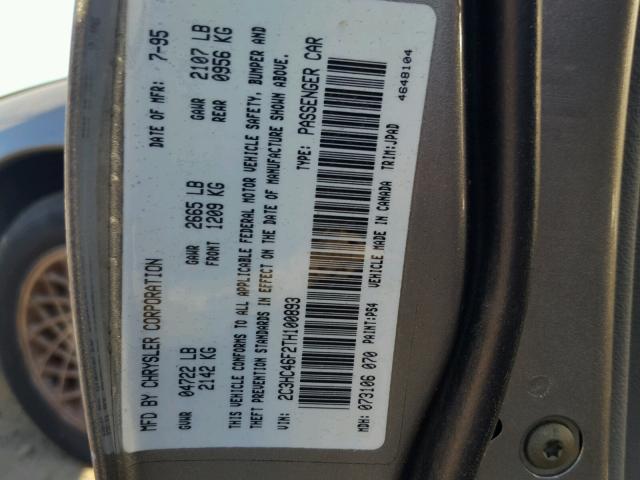 MFD BY CHRYSLER CORPORATION DATE OF MFR: 7-95
GVWR 04722 LB 2142 KG GAWR FRONT 2665 LB 1209 KG GAWR REAR 2107 LB 0956 KG
THIS VEHICLE CONFORMS TO ALL APPLICABLE FEDERAL MOTOR VEHICLE SAFETY, BUMPER AND
THEFT PREVENTION STANDARDS IN EFFECT ON THE DATE OF MANUFACTURE SHOWN ABOVE.
VIN: 2C3HC46F2TH100893 TYPE: PASSENGER CAR
VEHICLE MADE IN CANADA 4648104
MDH: 073106 070 PAINT:PS4 TRIM:JPAD